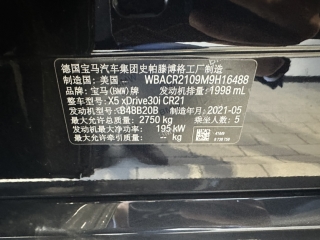 德国宝马汽车集团史帕滕博格工厂制造
制造国：美国 WBACR2109M9H16488
品牌：宝马(BMW)牌 发动机排量：1998 mL
整车型号：X5 xDrive30i CR21
发动机型号：B48B20B 制造年月：2021-05
最大允许总质量：2750 kg 乘坐人数：5
发动机最大净功率：195 kW
最大允许牵引质量： -- kg